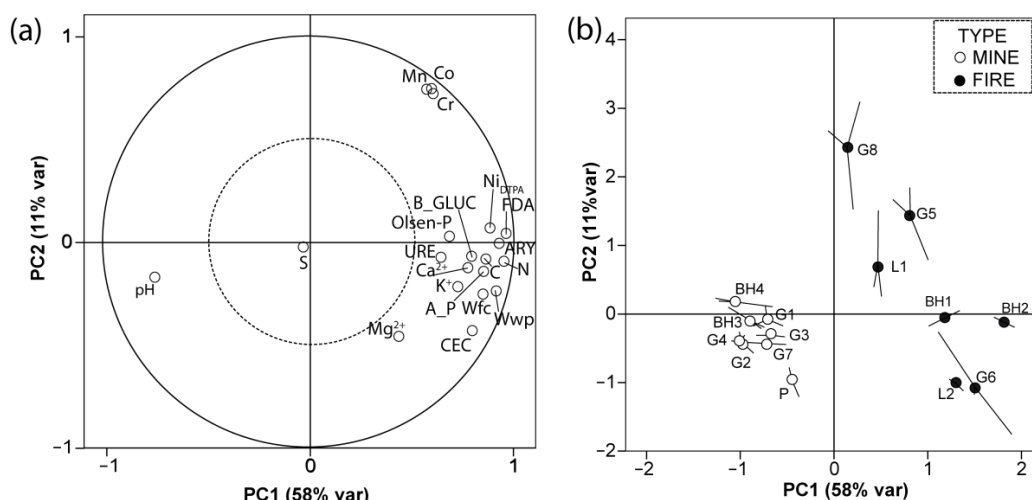 (a)
1
Mn Co
Cr
Ni DTPA
B_GLUC FDA
Olsen-P
PC2 (11% var)
0
URE ARY
S Ca²⁺ C N
pH K⁺
A_P Wfc Wwp
Mg²⁺
CEC
−1
−1 0 1
PC1 (58% var)
(b)
4
TYPE
MINE
FIRE
3
G8
2
G5
1
L1
PC2 (11%var)
BH4
BH1 BH2
0
G1
BH3
G3
G4
G7
G2
−1
P
L2 G6
−2
−2 −1 0 1 2
PC1 (58% var)